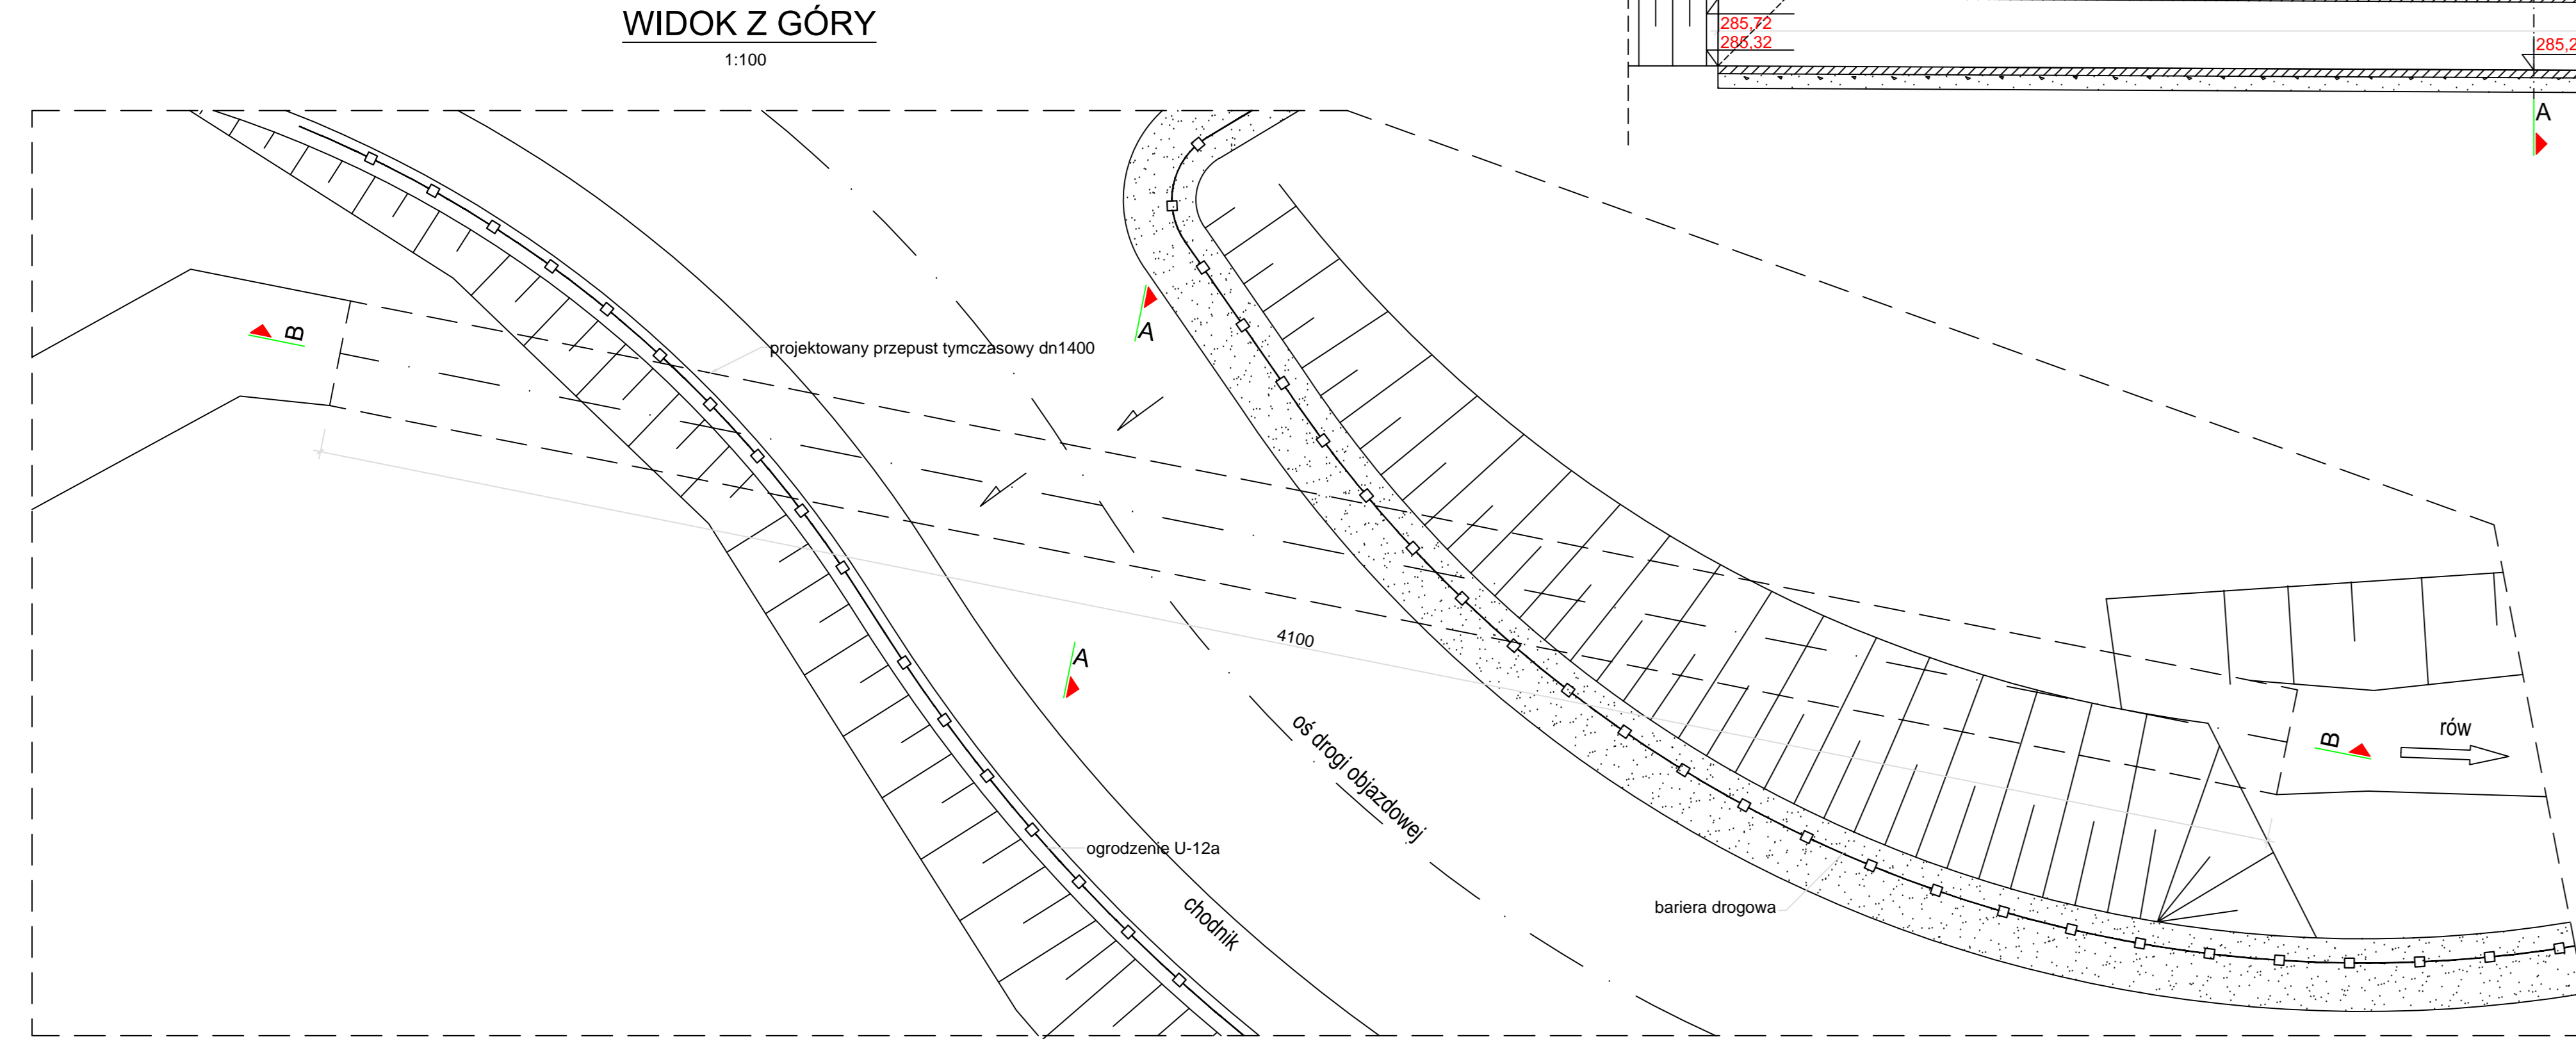 WIDOK Z GÓRY
1:100
285,72
285,32
285,2
A
B
A
projektowany przepust tymczasowy dn1400
4100
A
oś drogi objazdowej
rów
B
ogrodzenie U-12a
bariera drogowa
chodnik